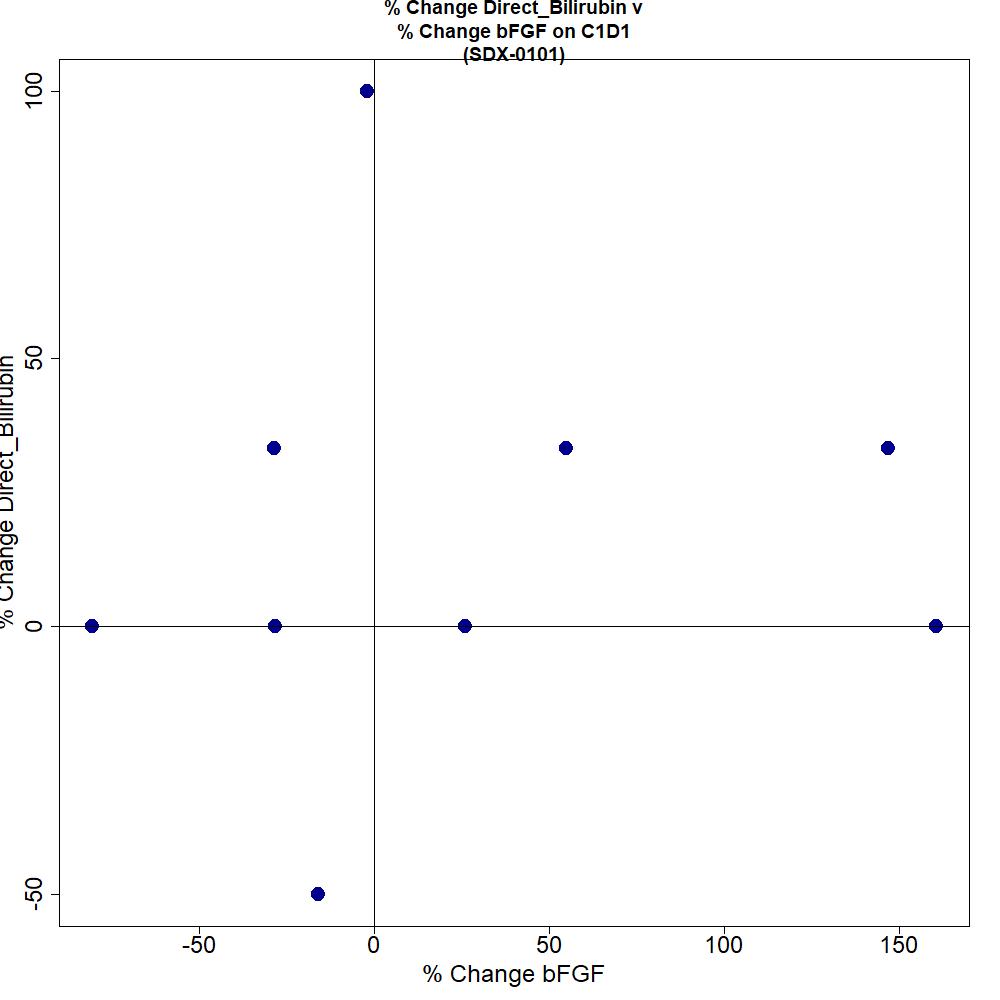 % Change Direct_Bilirubin v
% Change bFGF on C1D1
(SDX-0101)
% Change Direct_Bilirubin
100
50
0
-50
-50
0
50
100
150
% Change bFGF